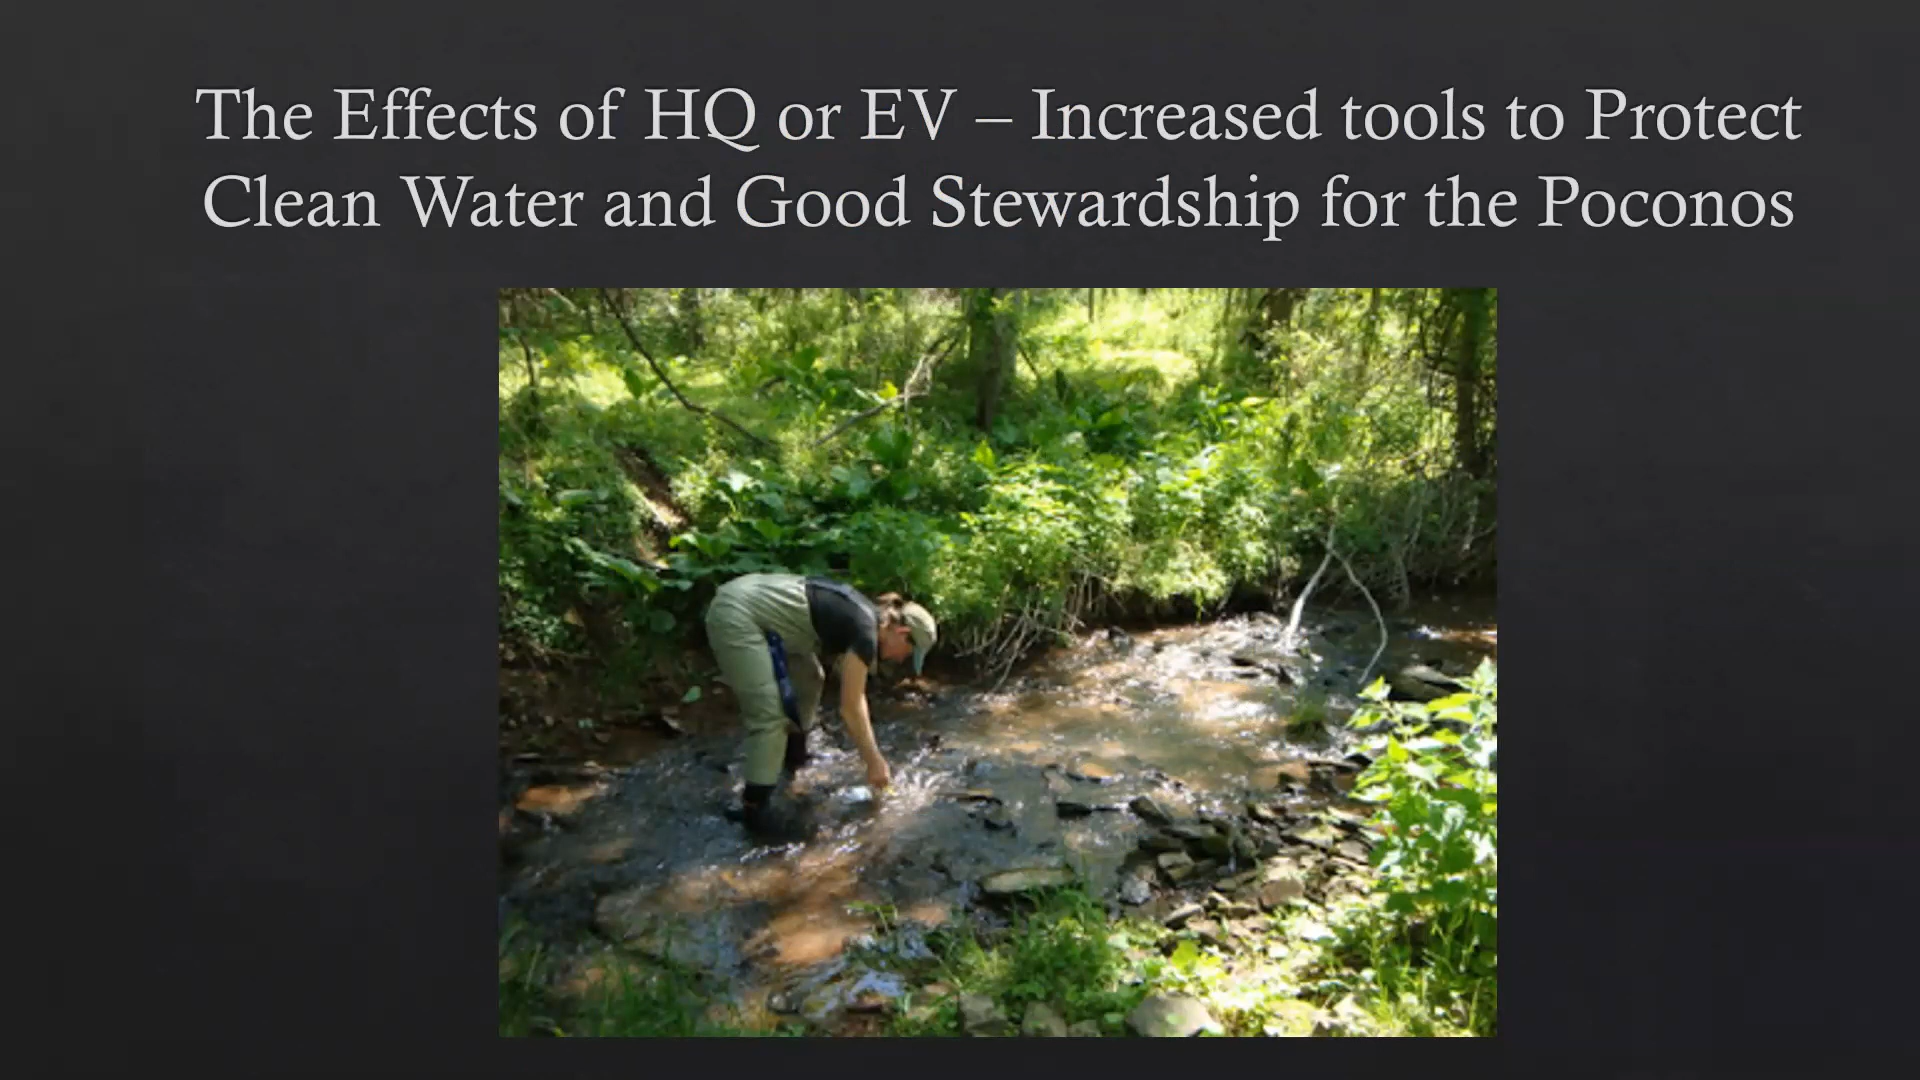 The Effects of HQ or EV – Increased tools to Protect
Clean Water and Good Stewardship for the Poconos